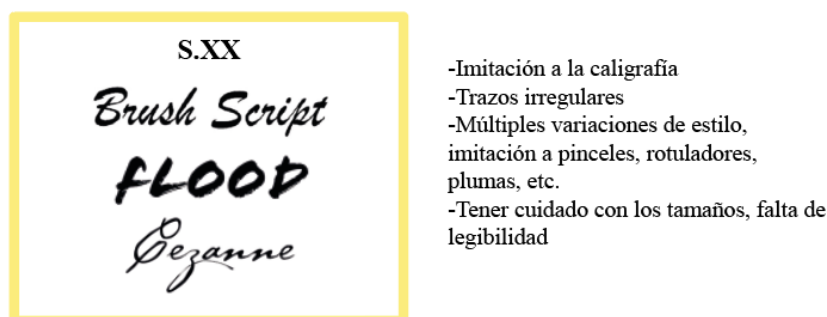 S.XX
Brush Script
FLOOD
Cezanne
-Imitación a la caligrafía
-Trazos irregulares
-Múltiples variaciones de estilo,
imitación a pinceles, rotuladores,
plumas, etc.
-Tener cuidado con los tamaños, falta de
legibilidad